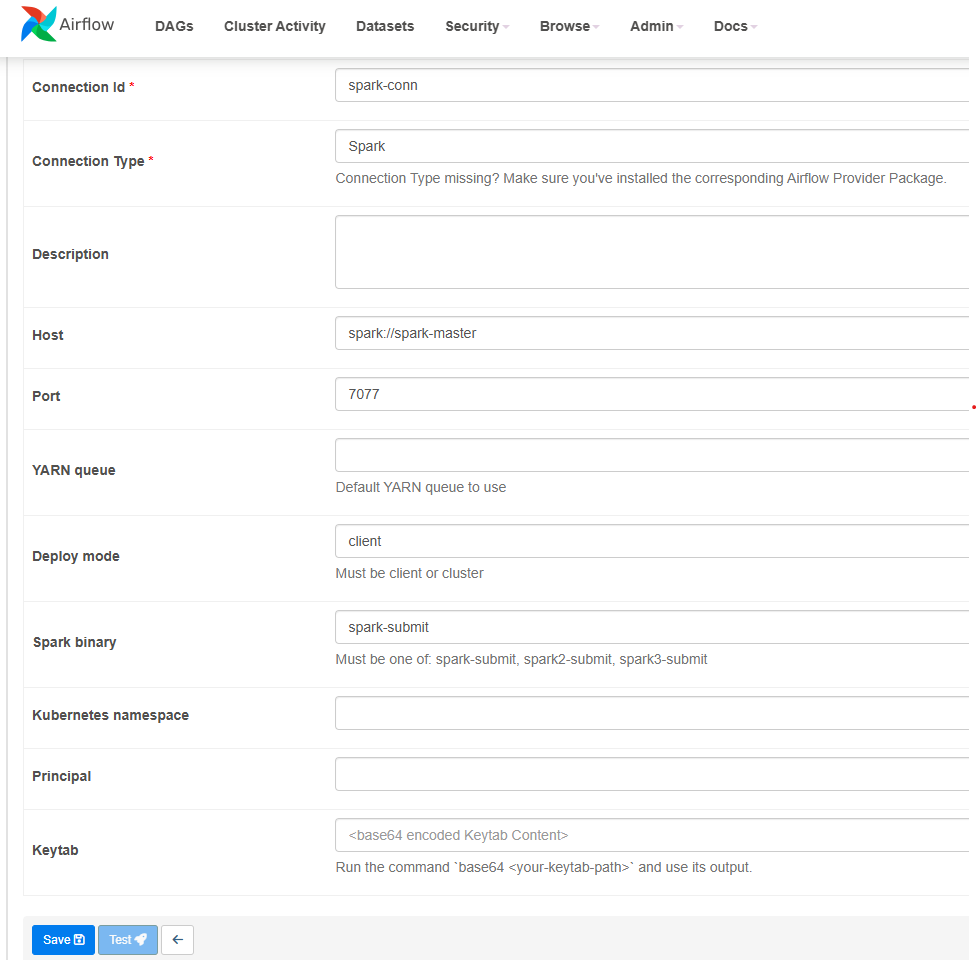 Airflow DAGs Cluster Activity Datasets Security Browse Admin Docs
Connection Id * spark-conn
Connection Type * Spark
Connection Type missing? Make sure you've installed the corresponding Airflow Provider Package.
Description
Host spark://spark-master
Port 7077
YARN queue
Default YARN queue to use
Deploy mode client
Must be client or cluster
Spark binary spark-submit
Must be one of: spark-submit, spark2-submit, spark3-submit
Kubernetes namespace
Principal
Keytab <base64 encoded Keytab Content>
Run the command `base64 <your-keytab-path>` and use its output.
Save Test